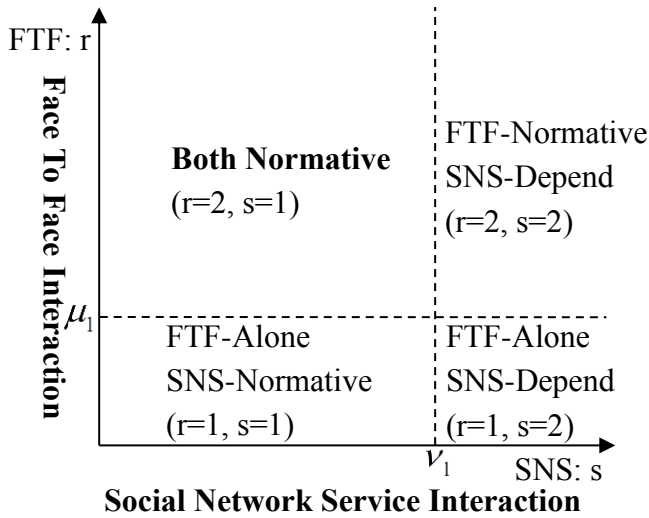 FTF: r
Face To Face Interaction
Both Normative
(r=2, s=1)
FTF-Normative
SNS-Depend
(r=2, s=2)
μ₁
FTF-Alone
SNS-Normative
(r=1, s=1)
FTF-Alone
SNS-Depend
(r=1, s=2)
ν₁
SNS: s
Social Network Service Interaction